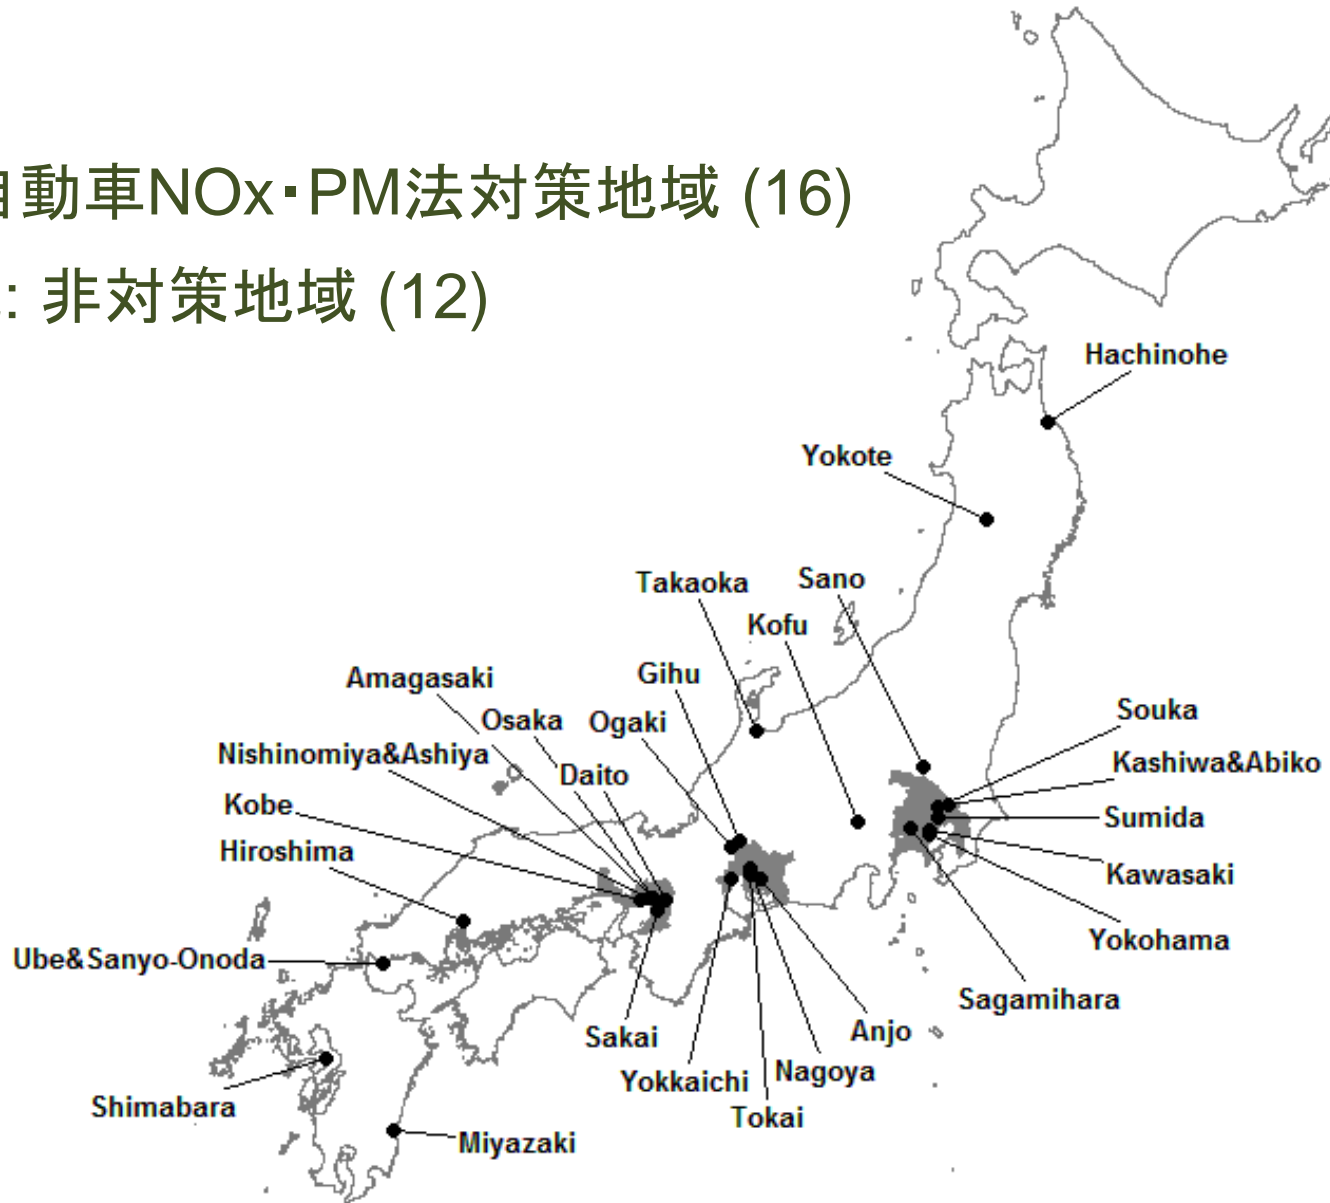 自動車NOx・PM法対策地域 (16)
: 非対策地域 (12)
Hachinohe
Yokote
Takaoka
Sano
Kofu
Gihu
Amagasaki
Osaka
Ogaki
Souka
Nishinomiya&Ashiya
Daito
Kashiwa&Abiko
Kobe
Sumida
Hiroshima
Kawasaki
Yokohama
Ube&Sanyo-Onoda
Sagamihara
Sakai
Anjo
Yokkaichi
Nagoya
Shimabara
Tokai
Miyazaki